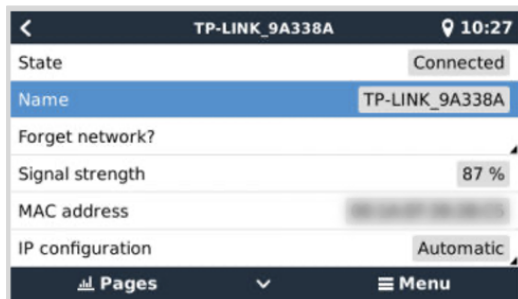 TP-LINK_9A338A 10:27
State Connected
Name TP-LINK_9A338A
Forget network?
Signal strength 87 %
MAC address
IP configuration Automatic
Pages Menu